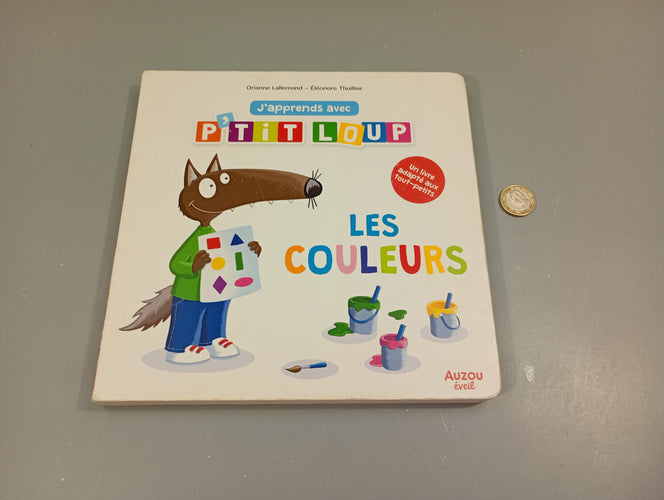 Orianne Lallemand – Éléonore Thuillier
J'apprends avec
P'TiT LOUP
Un livre
adapté aux
tout-petits
LES
COULEURS
AUZOU
éveil